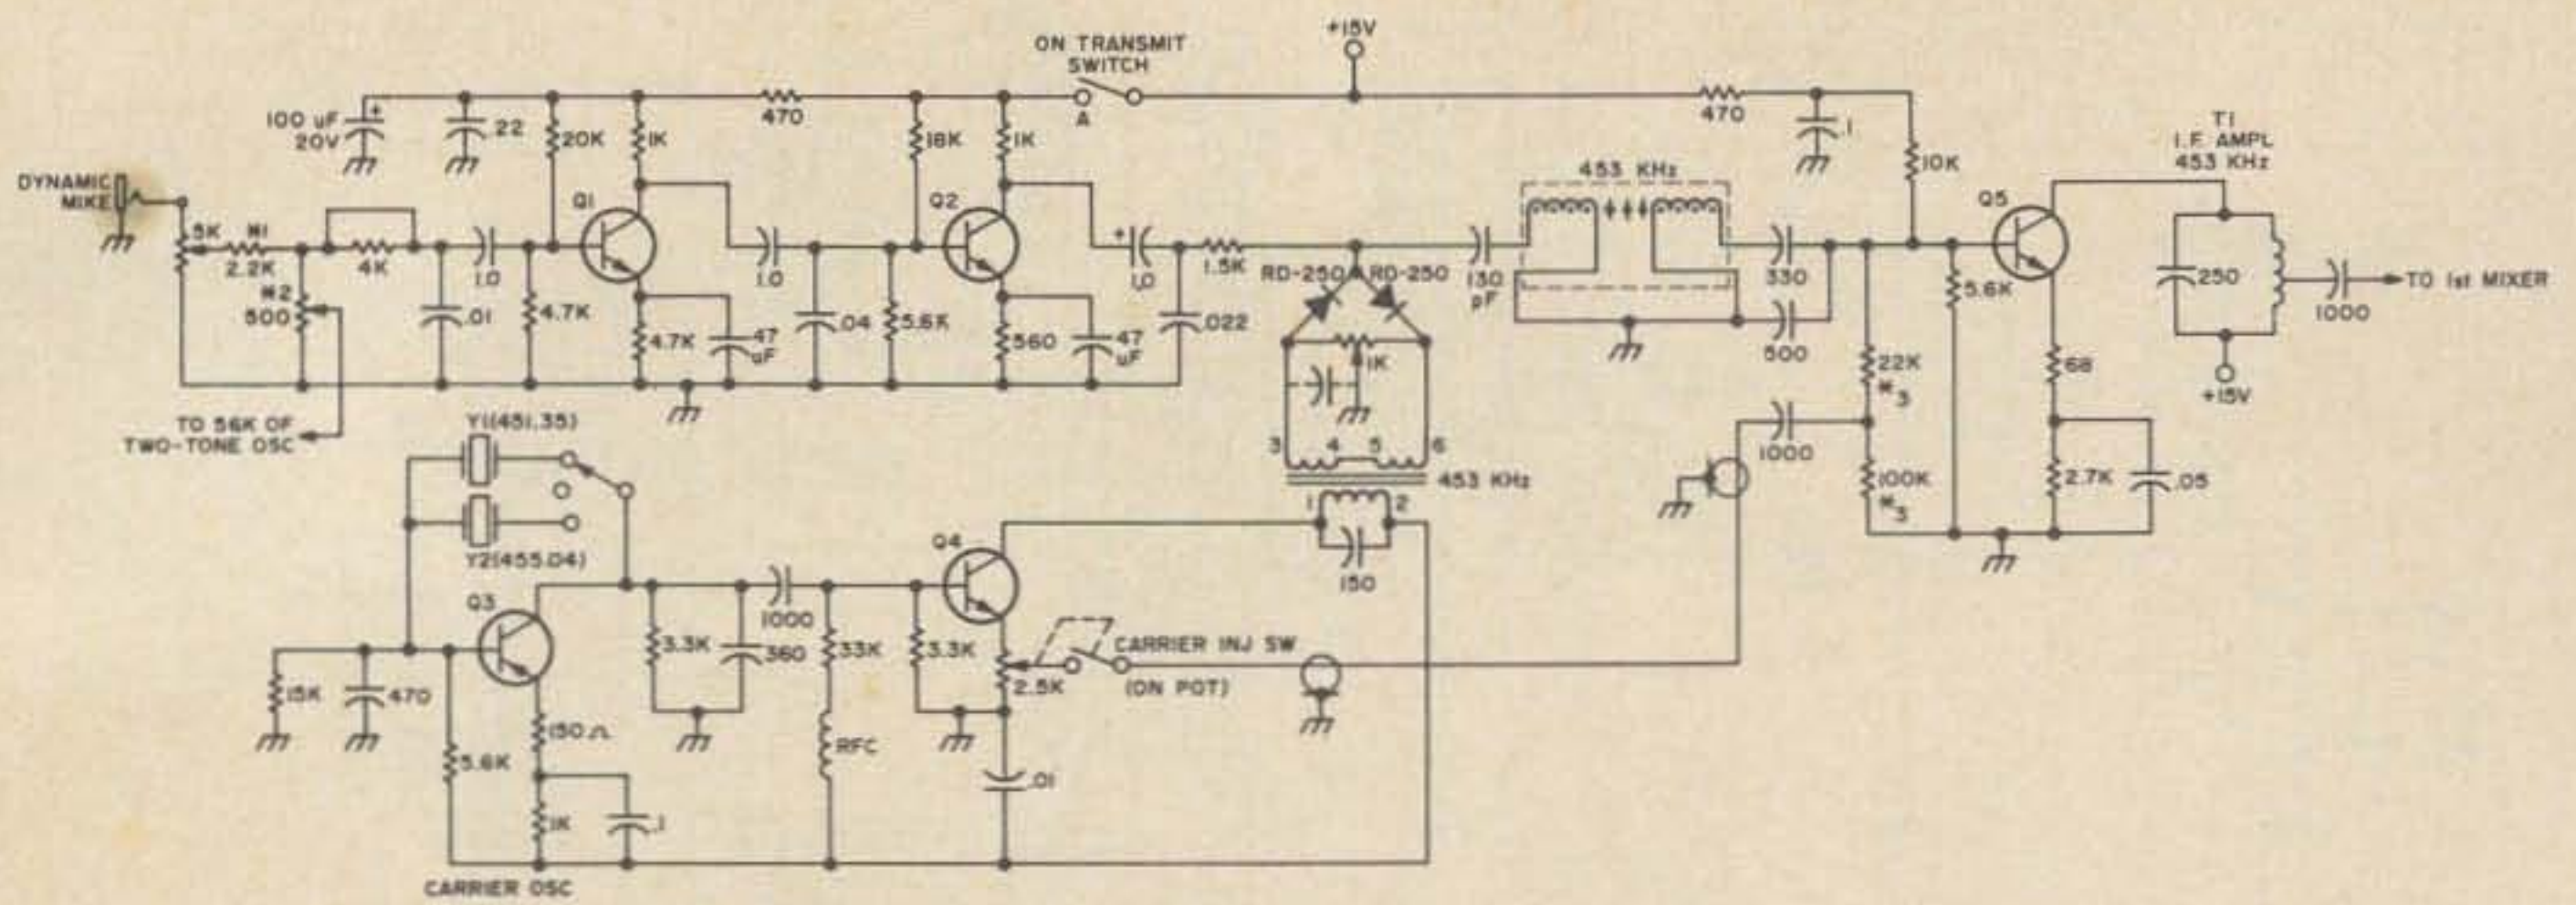 ON TRANSMIT
SWITCH
+15V
A
100 uF
20V
.22
20K
1K
470
18K
1K
470
.1
10K
T1
I.F. AMPL
453 KHz
DYNAMIC
MIKE
5K
*1
2.2K
*2
500
4K
.01
1.0
4.7K
Q1
4.7K
47
uF
1.0
.04
5.6K
Q2
560
47
uF
+
1.0
.022
1.5K
RD-250
RD-250
1K
130
pF
453 KHz
330
500
Q5
5.6K
250
1000
TO 1st MIXER
+15V
22K
*3
100K
*3
68
2.7K
.05
1000
TO 56K OF
TWO-TONE OSC
Y1(451.35)
Y2(455.04)
3
4
5
6
453 KHz
1
2
150
Q3
Q4
15K
470
5.6K
150Ω
1K
.1
3.3K
360
1000
33K
RFC
3.3K
2.5K
.01
CARRIER INJ SW
(ON POT)
CARRIER OSC